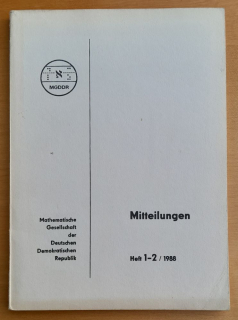 ℵ
MGDDR
Mathematische
Gesellschaft
der
Deutschen
Demokratischen
Republik
Mitteilungen
Heft 1-2 / 1988